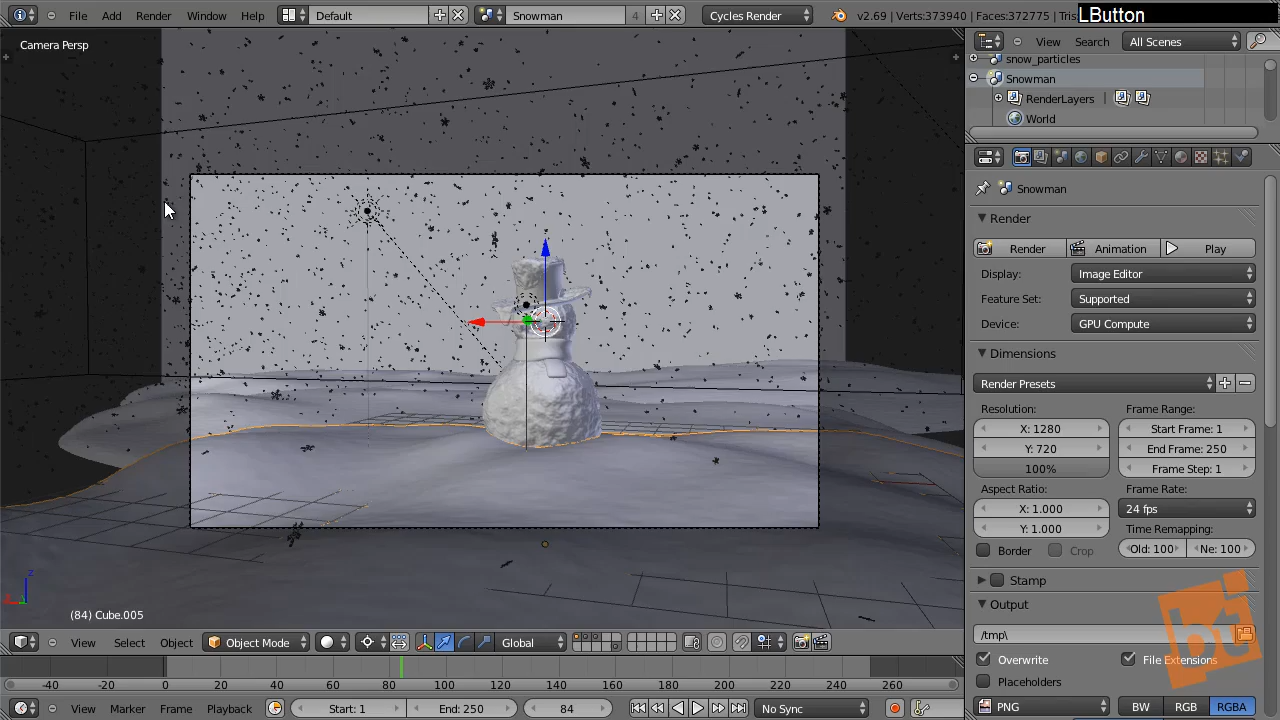 File Add Render Window Help Default Snowman 4 Cycles Render v2.69 | Verts:373940 | Faces:372775 | Tris: LButton
Camera Persp
View Search All Scenes
snow_particles
Snowman
RenderLayers
World
Snowman
Render
Render Animation Play
Display: Image Editor
Feature Set: Supported
Device: GPU Compute
Dimensions
Render Presets
Resolution: Frame Range:
X: 1280 Start Frame: 1
Y: 720 End Frame: 250
100% Frame Step: 1
Aspect Ratio: Frame Rate:
X: 1.000 24 fps
Y: 1.000 Time Remapping:
Border Crop Old: 100 Ne: 100
Stamp
Output
/tmp\
Overwrite File Extensions
Placeholders
PNG BW RGB RGBA
z
(84) Cube.005
View Select Object Object Mode Global
-40 -20 0 20 40 60 80 100 120 140 160 180 200 220 240 260
View Marker Frame Playback Start: 1 End: 250 84 No Sync